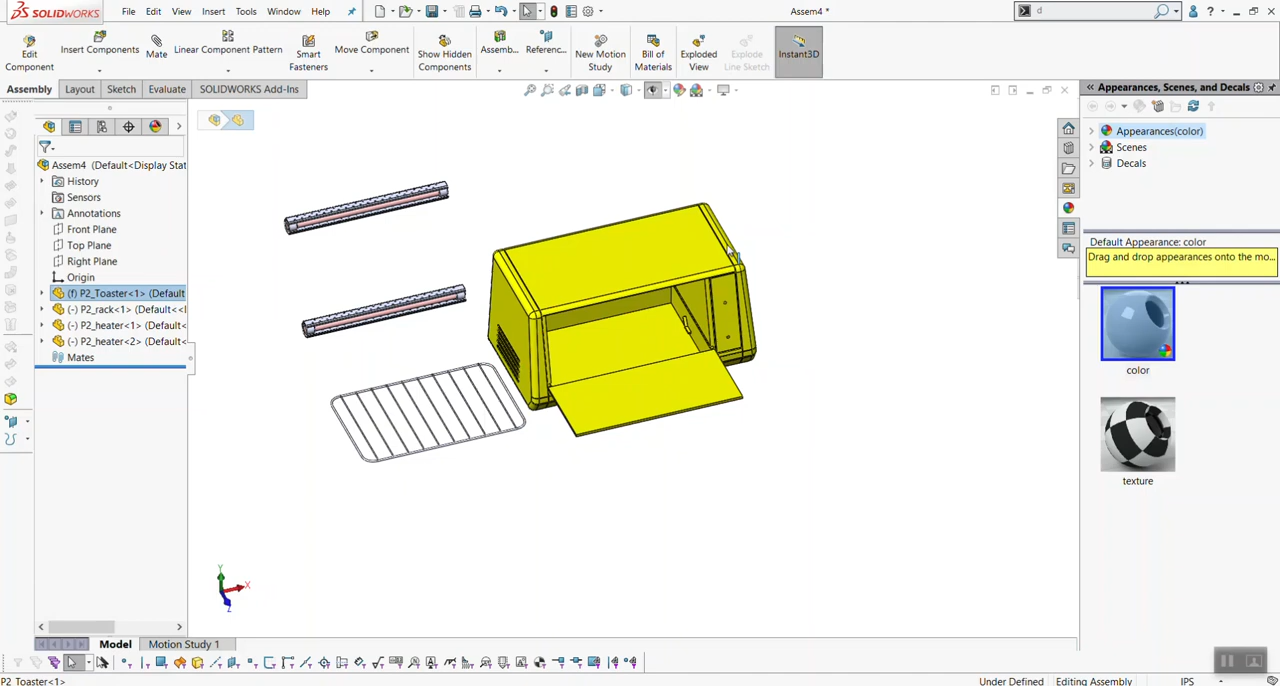 SOLIDWORKS File Edit View Insert Tools Window Help Assem4 * d ?
Edit Component
Insert Components
Mate
Linear Component Pattern
Smart Fasteners
Move Component
Show Hidden Components
Assemb...
Referenc...
New Motion Study
Bill of Materials
Exploded View
Explode Line Sketch
Instant3D
Assembly Layout Sketch Evaluate SOLIDWORKS Add-Ins
Appearances, Scenes, and Decals
Assem4 (Default<Display Stat
History
Sensors
Annotations
Front Plane
Top Plane
Right Plane
Origin
(f) P2_Toaster<1> (Default
(-) P2_rack<1> (Default<<
(-) P2_heater<1> (Default<
(-) P2_heater<2> (Default<
Mates
Appearances(color)
Scenes
Decals
Default Appearance: color
Drag and drop appearances onto the mo...
color
texture
Y
X
Z
Model Motion Study 1
P2_Toaster<1>
Under Defined Editing Assembly IPS